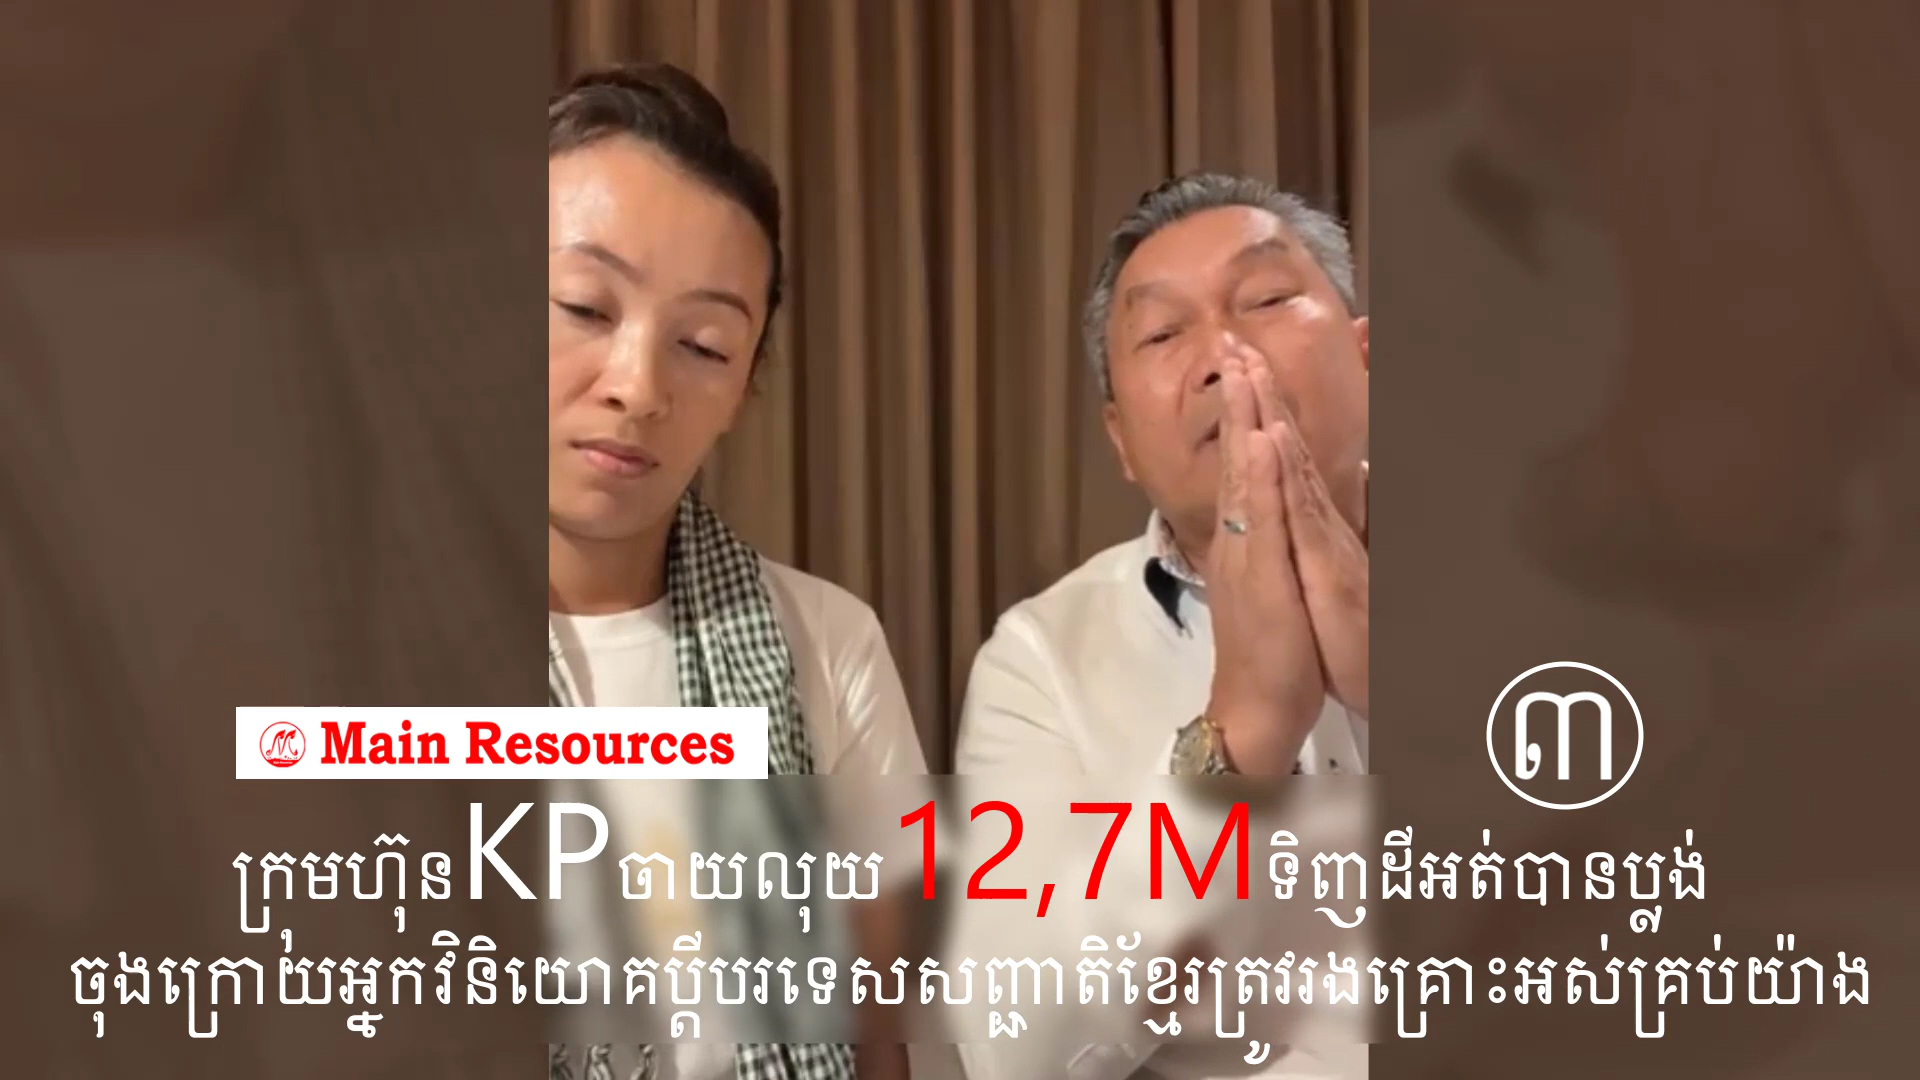 Main Resources
៣
ក្រុមហ៊ុនKPចាយលុយ12,7Mទិញដីអត់បានប្លង់
ចុងក្រោយអ្នកវិនិយោគប្តីបរទេសសញ្ជាតិខ្មែរត្រូវរងគ្រោះអស់គ្រប់យ៉ាង